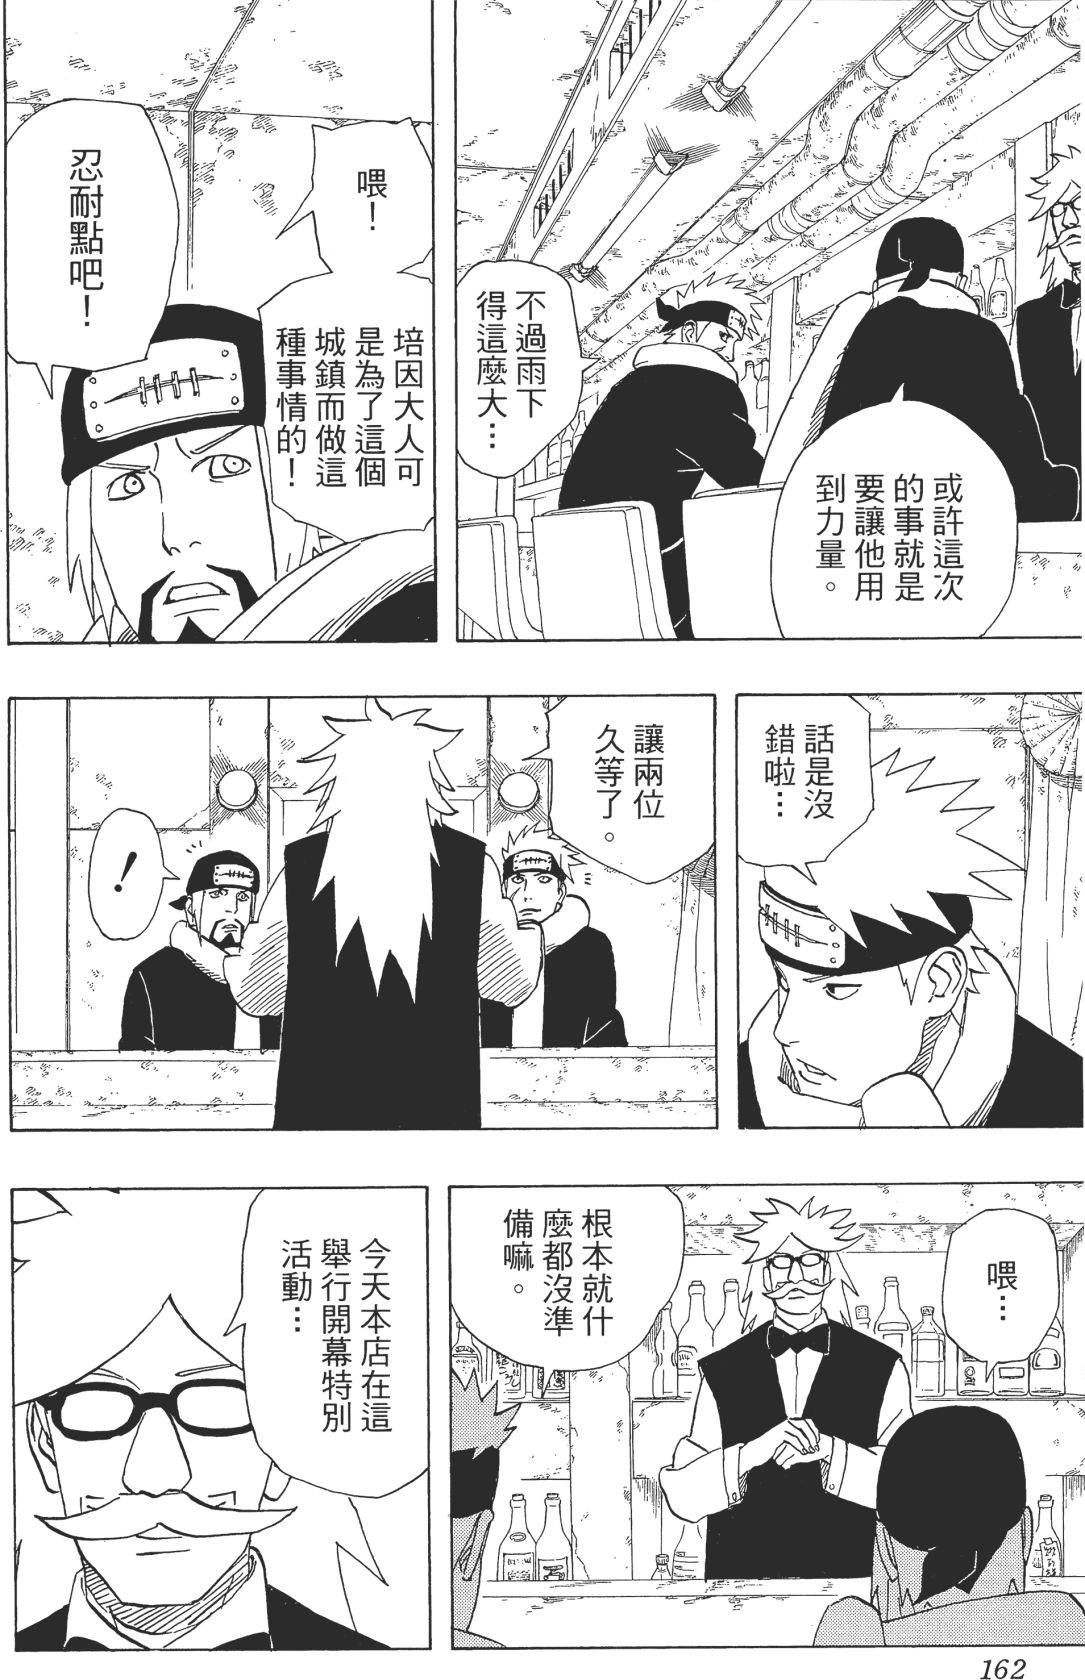 或許這次
的事就是
要讓他用
到力量。
不過雨下
得這麼大…
喂！
培因大人可
是為了這個
城鎮而做這
種事情的！
忍耐點吧！
話是沒
錯啦…
讓兩位
久等了。
！
喂…
根本就什
麼都沒準
備嘛。
今天本店在這
舉行開幕特別
活動…
162